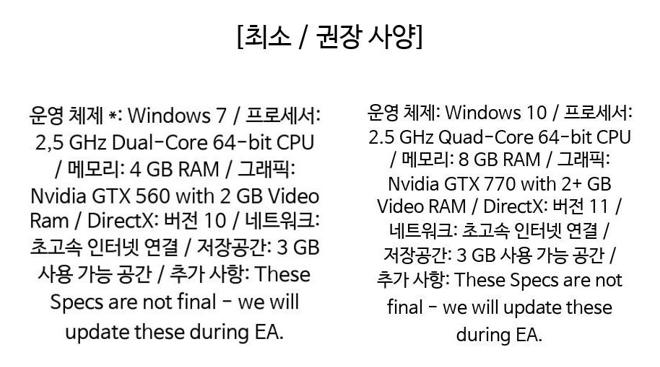 [최소 / 권장 사양]
운영 체제 *: Windows 7 / 프로세서:
2,5 GHz Dual-Core 64-bit CPU
/ 메모리: 4 GB RAM / 그래픽:
Nvidia GTX 560 with 2 GB Video
Ram / DirectX: 버전 10 / 네트워크:
초고속 인터넷 연결 / 저장공간: 3 GB
사용 가능 공간 / 추가 사항: These
Specs are not final - we will
update these during EA.
운영 체제: Windows 10 / 프로세서:
2.5 GHz Quad-Core 64-bit CPU
/ 메모리: 8 GB RAM / 그래픽:
Nvidia GTX 770 with 2+ GB
Video RAM / DirectX: 버전 11 /
네트워크: 초고속 인터넷 연결 /
저장공간: 3 GB 사용 가능 공간 /
추가 사항: These Specs are not
final - we will update these
during EA.